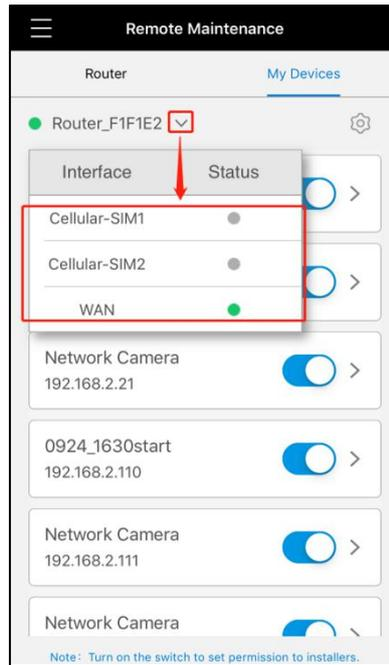 Remote Maintenance
Router
My Devices
Router_F1F1E2
Interface Status
Cellular-SIM1
Cellular-SIM2
WAN
Network Camera
192.168.2.21
0924_1630start
192.168.2.110
Network Camera
192.168.2.111
Network Camera
Note: Turn on the switch to set permission to installers.